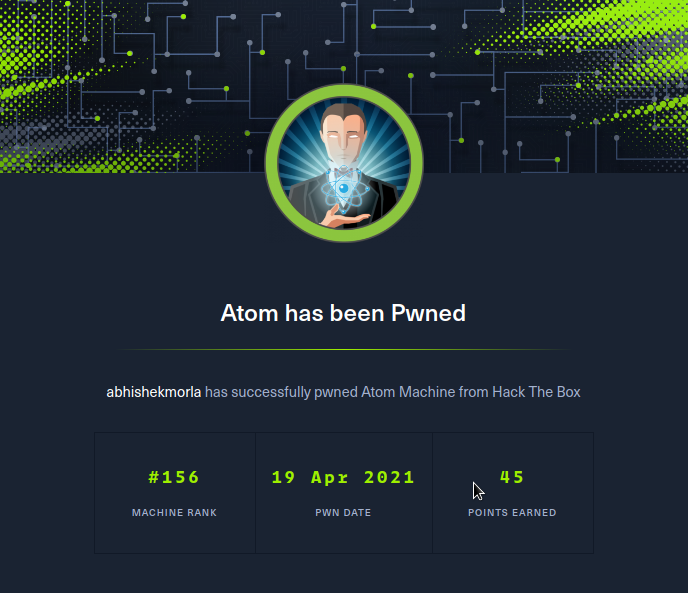 Atom has been Pwned
abhishekmorla has successfully pwned Atom Machine from Hack The Box
#156 19 Apr 2021 45
MACHINE RANK PWN DATE POINTS EARNED